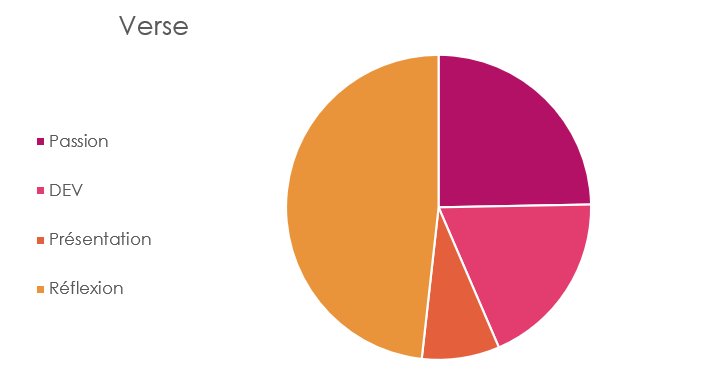 Verse
Passion
DEV
Présentation
Réflexion